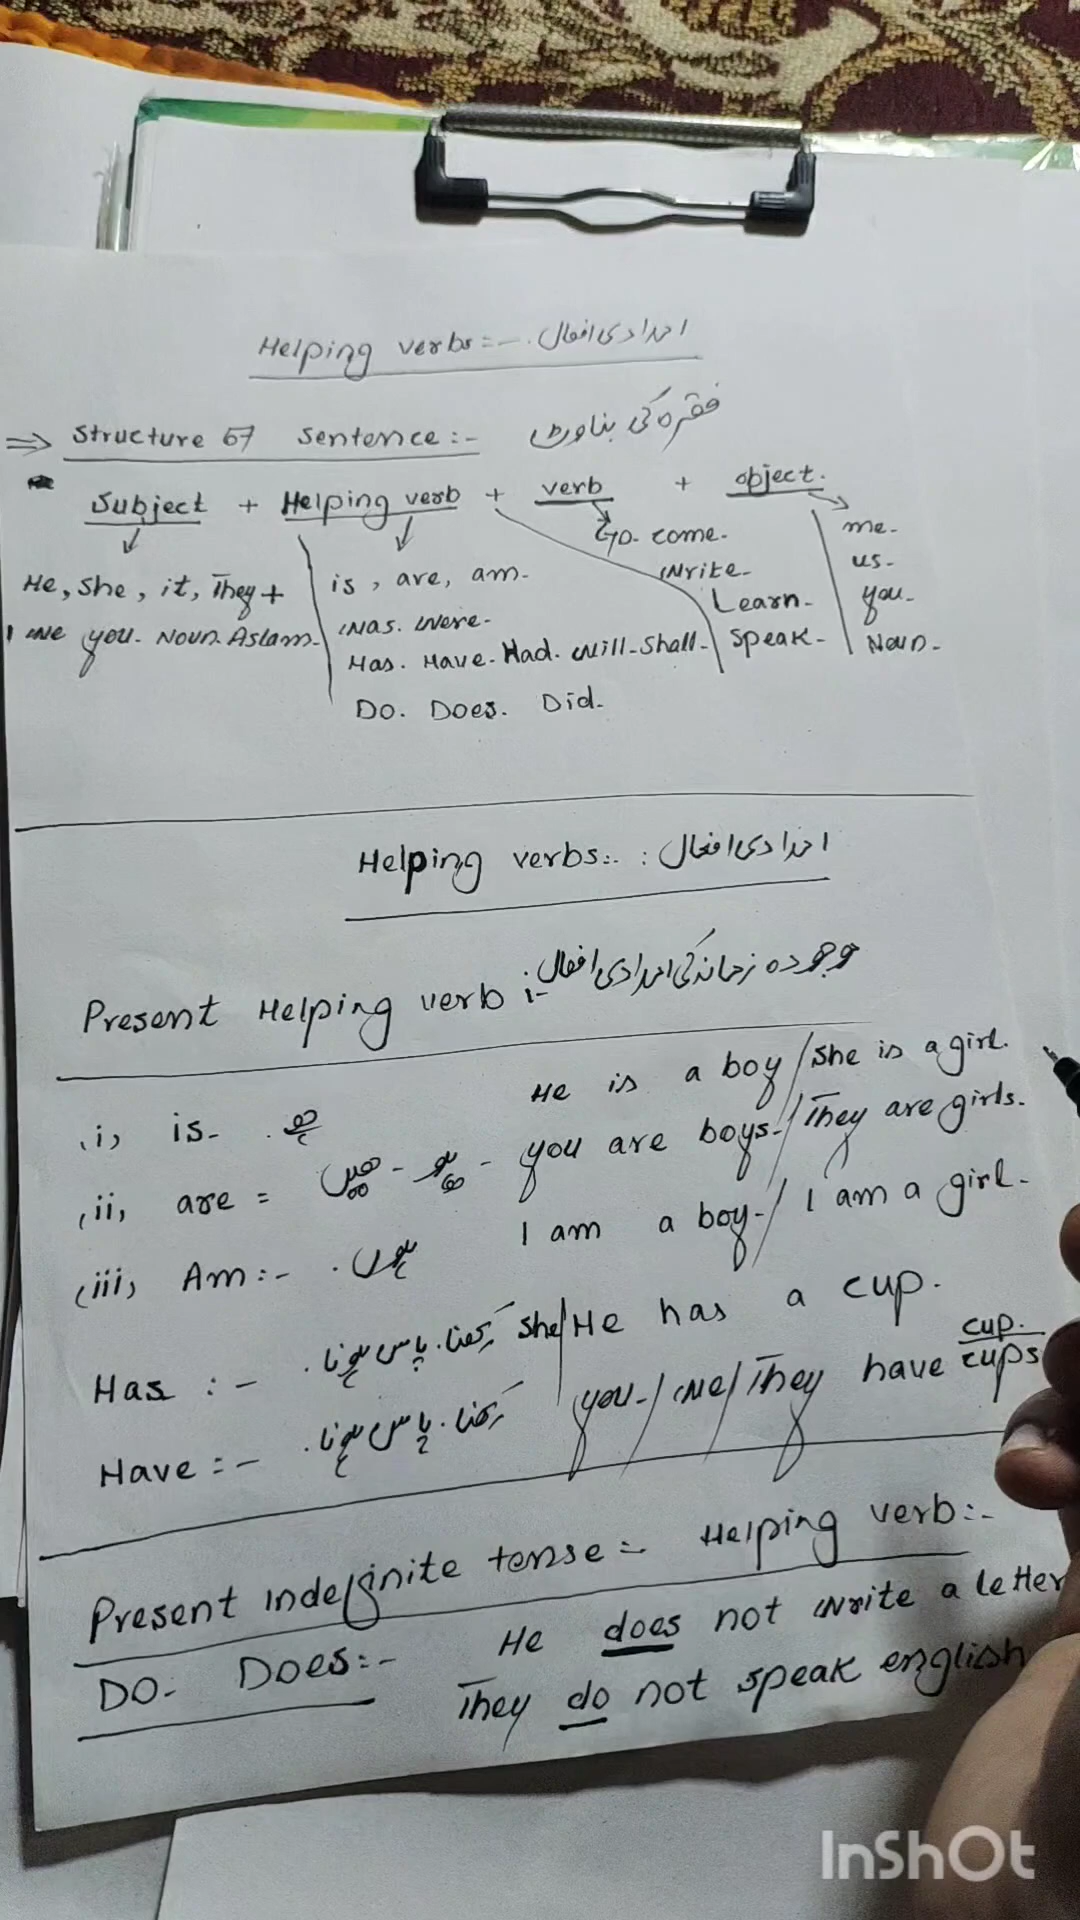 Helping verbs:-. امدادی افعال
=> Structure of Sentence:- فقرہ کی بناوٹ
Subject + Helping verb + verb + object.
Go. come. me.
He, She, it, They + is, are, am. write. us.
I we you. Noun. Aslam. was. were. Learn. you.
Has. Have. Had. will. Shall. speak. Noun.
Do. Does. Did.
Helping verbs:. : امدادی افعال
Present Helping verb :- موجودہ زمانہ کی امدادی افعال
(i) is- ہے. He is a boy / She is a girl.
(ii) are = ہیں - ہو - you are boys. / They are girls.
(iii) Am:- ہوں. I am a boy. / I am a girl.
Has :- رکھنا. پاس ہونا. She/He has a cup.
Have :- رکھنا. پاس ہونا. you / we / They have cup. cups
Present indefinite tense:- Helping verb:-
DO- DOES:- He does not write a letter
They do not speak english
InShOt